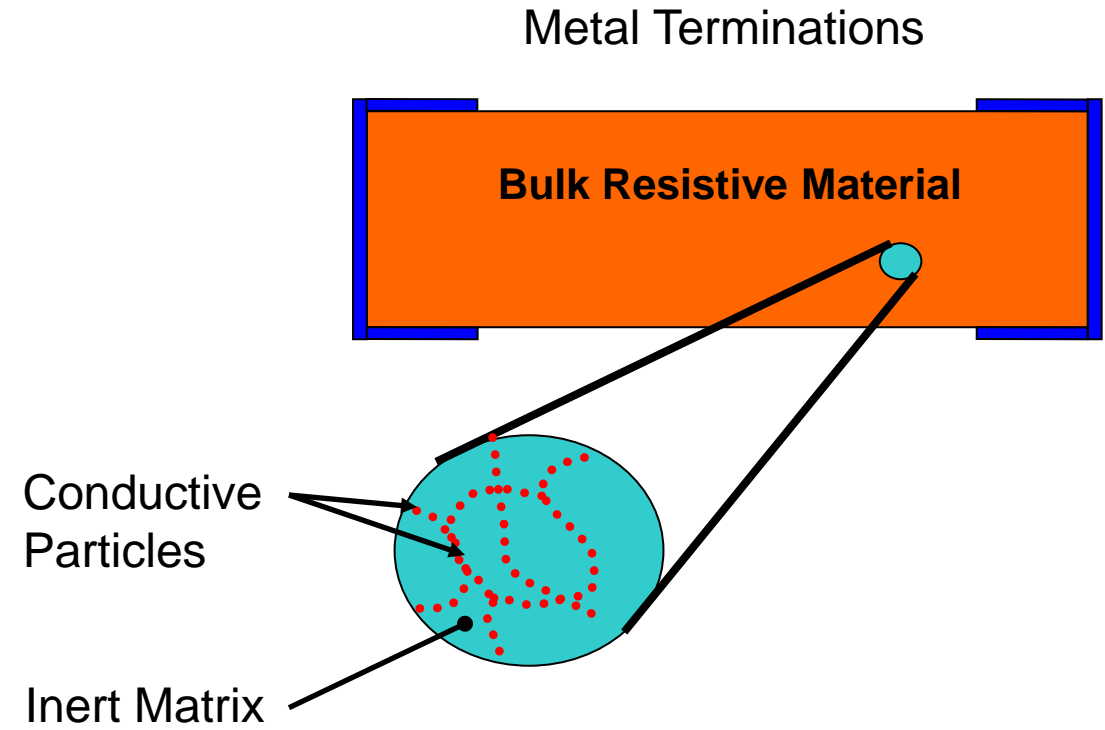 Metal Terminations
Bulk Resistive Material
Conductive
Particles
Inert Matrix